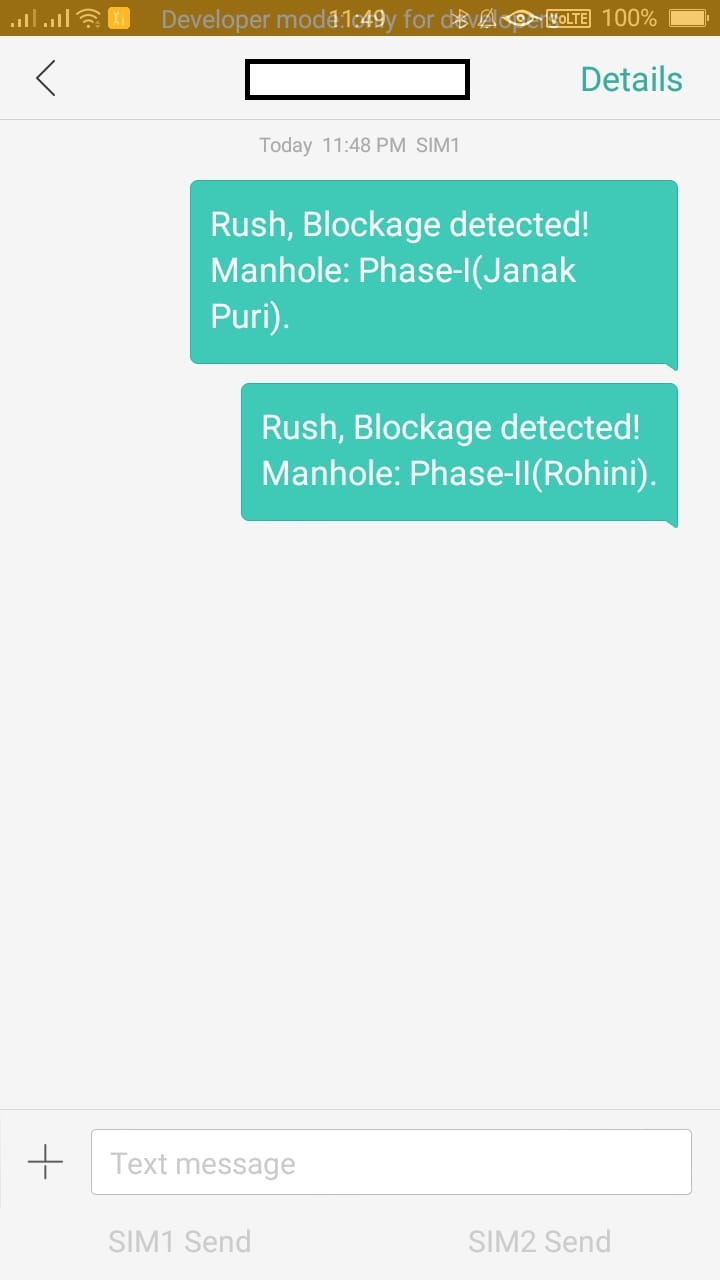 Developer mode: only for developers
11:49
VoLTE 100%
Details
Today 11:48 PM SIM1
Rush, Blockage detected!
Manhole: Phase-I(Janak
Puri).
Rush, Blockage detected!
Manhole: Phase-II(Rohini).
Text message
SIM1 Send
SIM2 Send